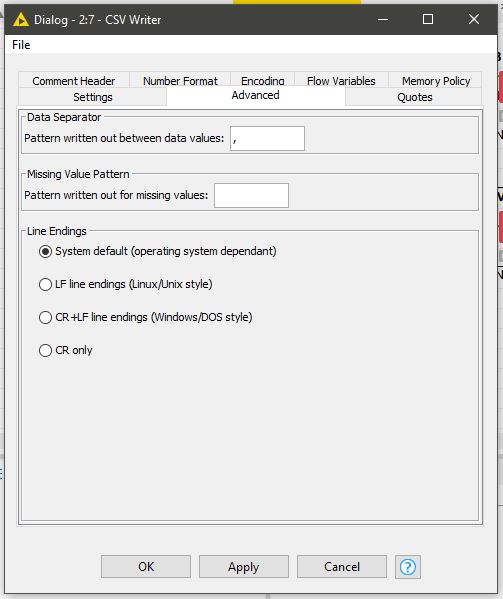 Dialog - 2:7 - CSV Writer
File
Comment Header Number Format Encoding Flow Variables Memory Policy
Settings Advanced Quotes
Data Separator
Pattern written out between data values: ,
Missing Value Pattern
Pattern written out for missing values:
Line Endings
System default (operating system dependant)
LF line endings (Linux/Unix style)
CR+LF line endings (Windows/DOS style)
CR only
OK Apply Cancel ?